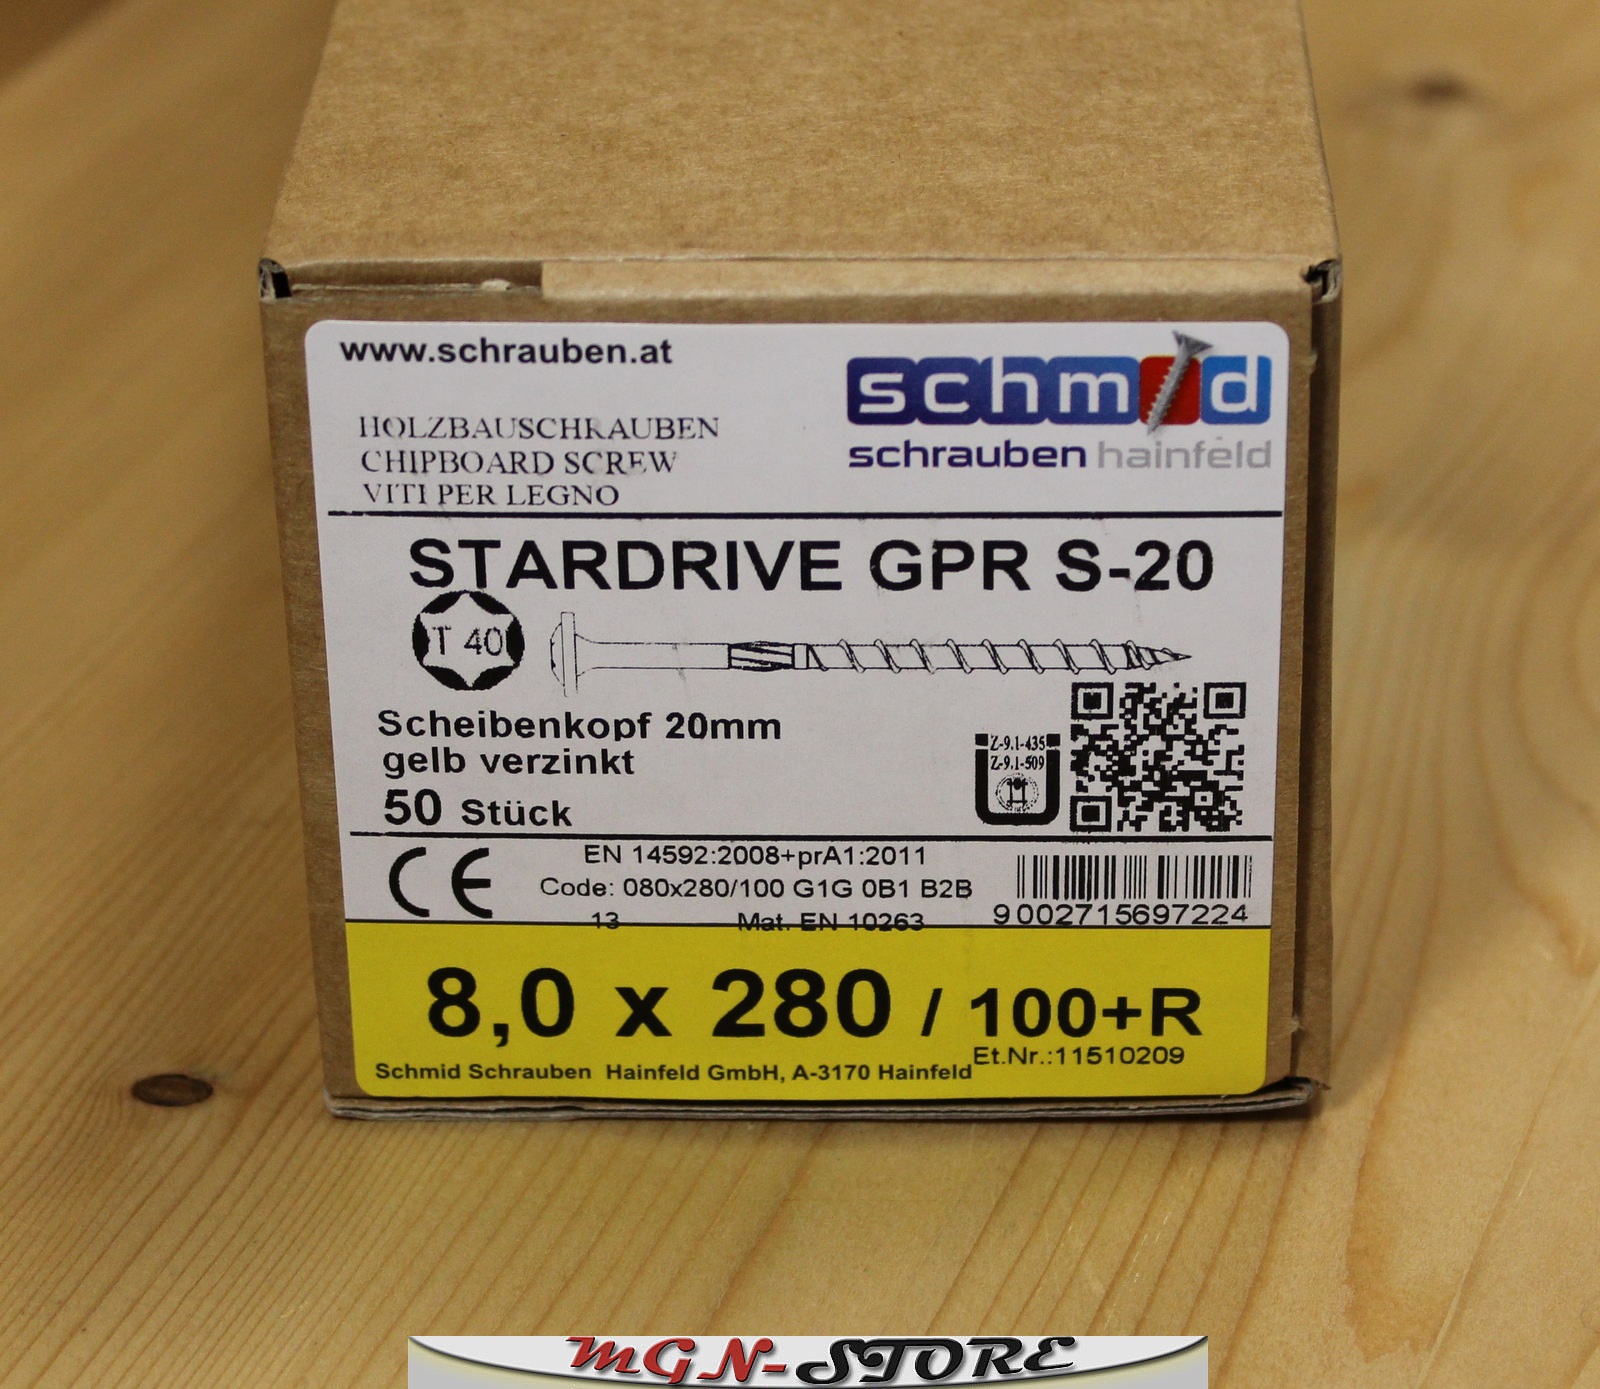 www.schrauben.at
schmid
schrauben hainfeld
HOLZBAUSCHRAUBEN
CHIPBOARD SCREW
VITI PER LEGNO
STARDRIVE GPR S-20
T 40
Scheibenkopf 20mm
gelb verzinkt
50 Stück
Z-9.1-435
Z-9.1-509
CE
EN 14592:2008+prA1:2011
Code: 080x280/100 G1G 0B1 B2B
13 Mat. EN 10263
9002715697224
8,0 x 280 / 100+R
Et.Nr.:11510209
Schmid Schrauben Hainfeld GmbH, A-3170 Hainfeld
MGN-STORE